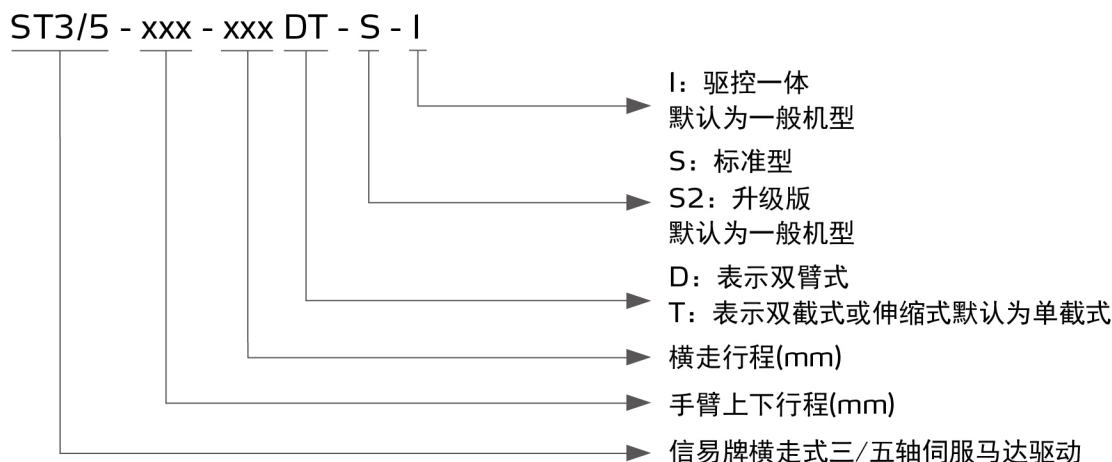 ST3/5 - xxx - xxx DT - S - I
I：驱控一体
默认为一般机型
S：标准型
S2：升级版
默认为一般机型
D：表示双臂式
T：表示双截式或伸缩式默认为单截式
横走行程(mm)
手臂上下行程(mm)
信易牌横走式三/五轴伺服马达驱动